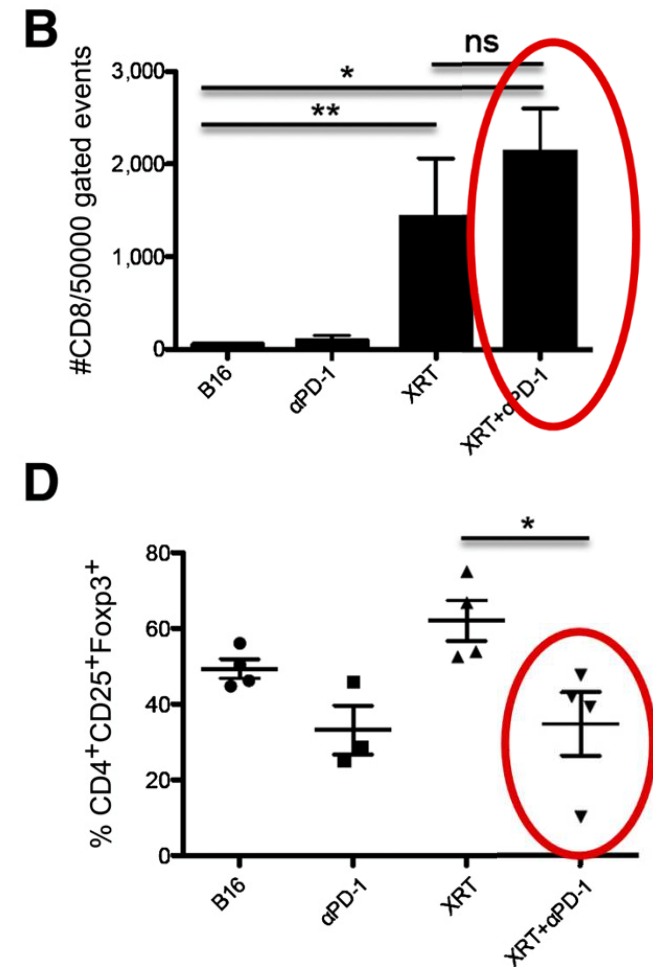 B
ns
*
**
3,000
2,000
1,000
0
#CD8/50000 gated events
B16
αPD-1
XRT
XRT+αPD-1
D
*
80
60
40
20
0
% CD4⁺CD25⁺Foxp3⁺
B16
αPD-1
XRT
XRT+αPD-1